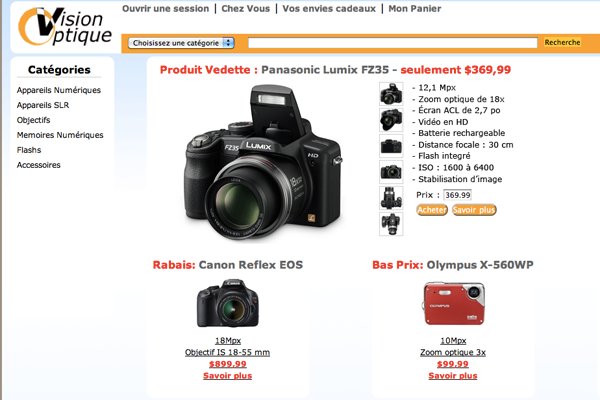 Ouvrir une session | Chez Vous | Vos envies cadeaux | Mon Panier
Vision
Optique
Choisissez une catégorie
Recherche
Catégories
Appareils Numériques
Appareils SLR
Objectifs
Memoires Numériques
Flashs
Accessoires
Produit Vedette : Panasonic Lumix FZ35 - seulement $369,99
LUMIX
FZ35
HD
- 12,1 Mpx
- Zoom optique de 18x
- Écran ACL de 2,7 po
- Vidéo en HD
- Batterie rechargeable
- Distance focale : 30 cm
- Flash integré
- ISO : 1600 à 6400
- Stabilisation d'image
Prix : 369.99
Acheter Savoir plus
Rabais: Canon Reflex EOS
18Mpx
Objectif IS 18-55 mm
$899.99
Savoir plus
Bas Prix: Olympus X-560WP
OLYMPUS
10Mpx
Zoom optique 3x
$99.99
Savoir plus